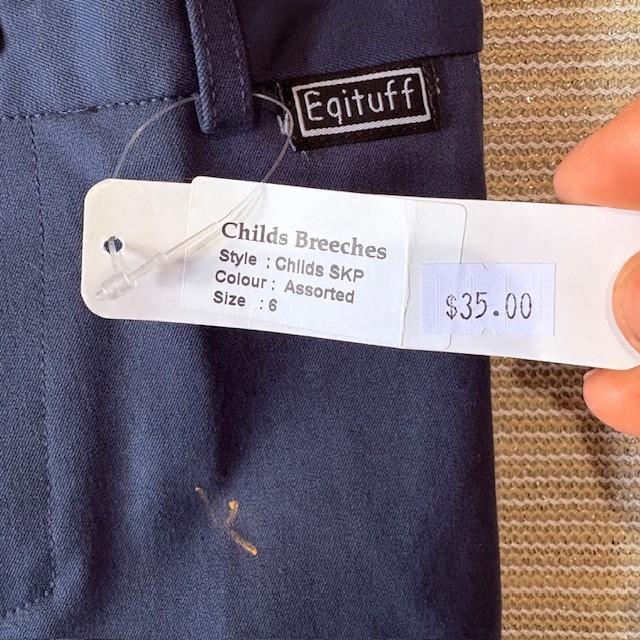 Eqituff
Childs Breeches
Style : Childs SKP
Colour : Assorted
Size : 6
$35.00